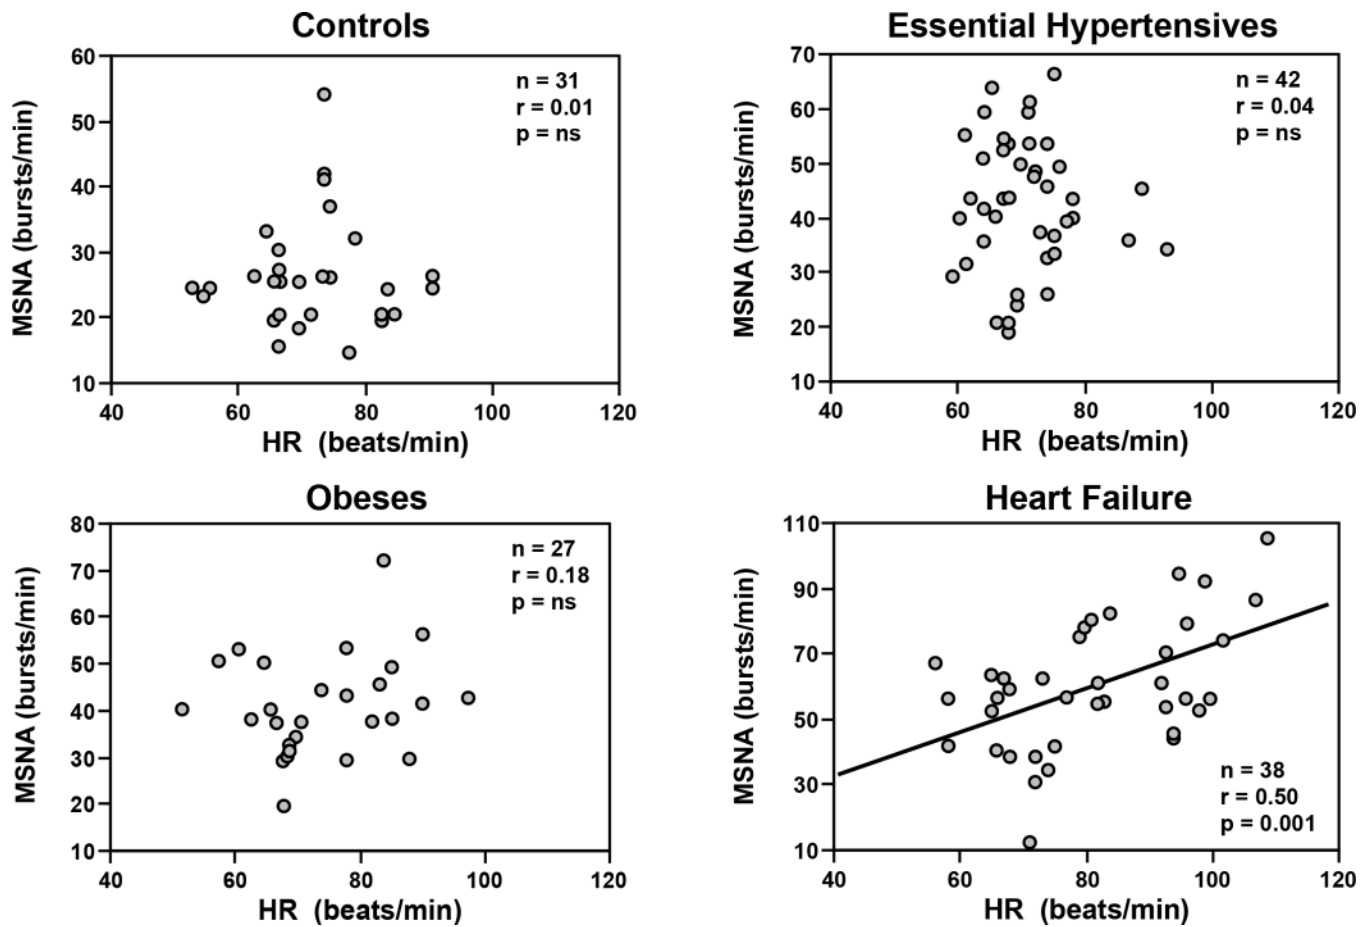 Controls
60
50
40
30
20
10
MSNA (bursts/min)
n = 31
r = 0.01
p = ns
40 60 80 100 120
HR (beats/min)
Essential Hypertensives
70
60
50
40
30
20
10
MSNA (bursts/min)
n = 42
r = 0.04
p = ns
40 60 80 100 120
HR (beats/min)
Obeses
80
70
60
50
40
30
20
10
MSNA (bursts/min)
n = 27
r = 0.18
p = ns
40 60 80 100 120
HR (beats/min)
Heart Failure
110
90
70
50
30
10
MSNA (bursts/min)
n = 38
r = 0.50
p = 0.001
40 60 80 100 120
HR (beats/min)